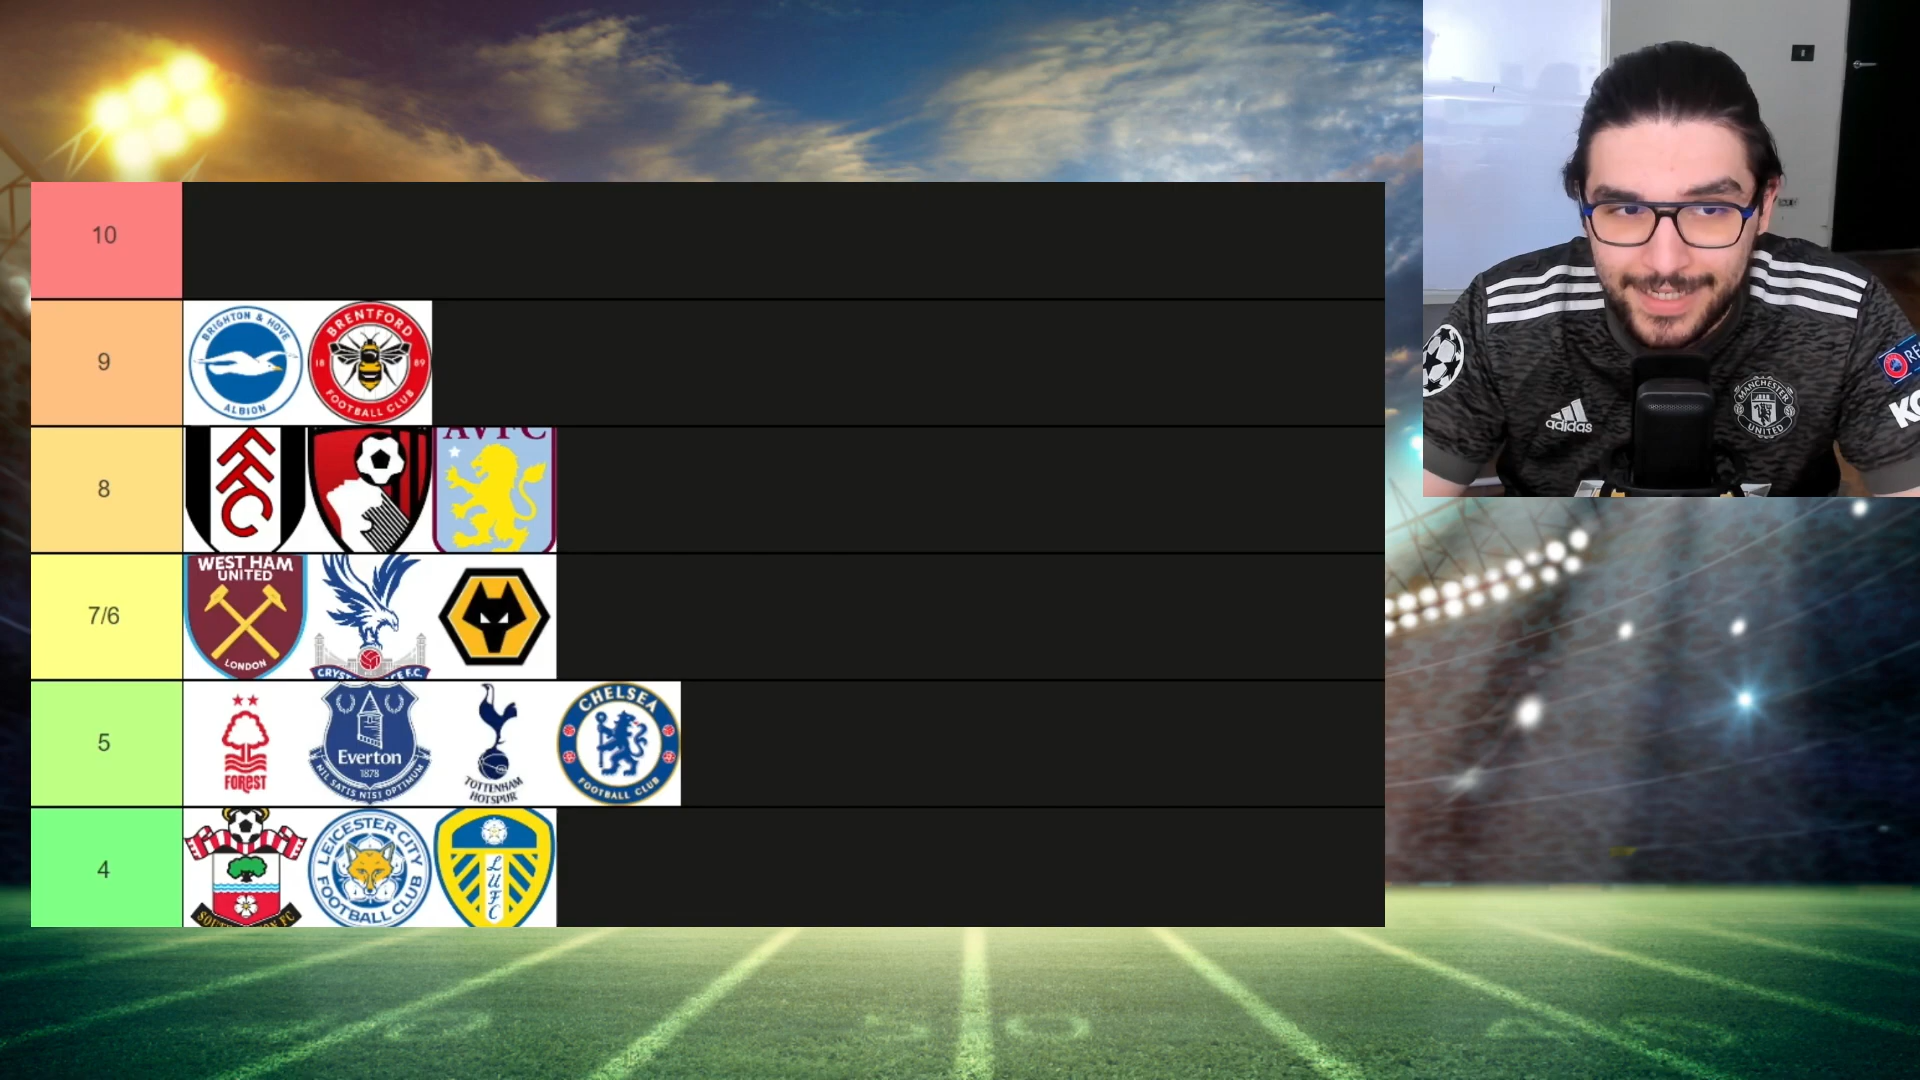 10
9
BRIGHTON & HOVE
ALBION
BRENTFORD
18 89
FOOTBALL CLUB
8
FFC
AVFC
7/6
WEST HAM
UNITED
LONDON
5
FOREST
Everton
1878
NIL SATIS NISI OPTIMUM
TOTTENHAM
HOTSPUR
CHELSEA
FOOTBALL CLUB
4
LEICESTER CITY
FOOTBALL CLUB
LUFC
adidas
MANCHESTER
UNITED